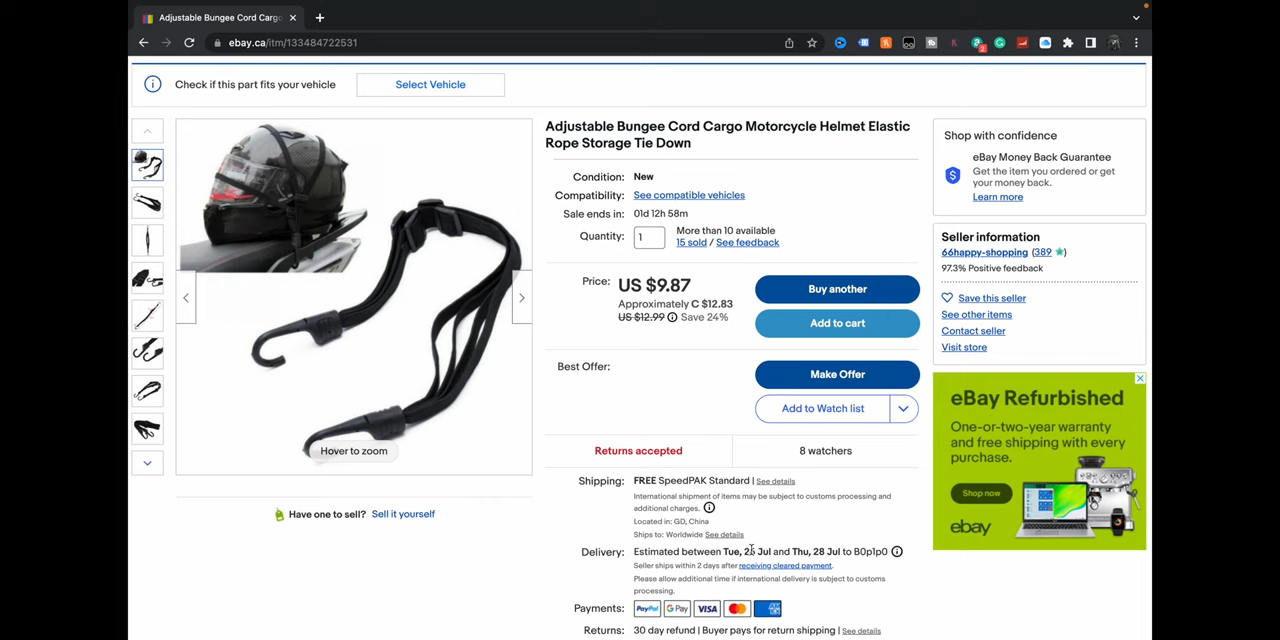 Adjustable Bungee Cord Cargo
ebay.ca/itm/133484722531
2
Check if this part fits your vehicle
Select Vehicle
Hover to zoom
Have one to sell? Sell it yourself
Adjustable Bungee Cord Cargo Motorcycle Helmet Elastic
Rope Storage Tie Down
Condition: New
Compatibility: See compatible vehicles
Sale ends in: 01d 12h 58m
Quantity: 1
More than 10 available
15 sold / See feedback
Price: US $9.87
Approximately C $12.83
US $12.99 Save 24%
Buy another
Add to cart
Best Offer:
Make Offer
Add to Watch list
Returns accepted
8 watchers
Shipping: FREE SpeedPAK Standard | See details
International shipment of items may be subject to customs processing and
additional charges.
Located in: GD, China
Ships to: Worldwide See details
Delivery: Estimated between Tue, Jul and Thu, 28 Jul to B0p1p0
Seller ships within 2 days after receiving cleared payment.
Please allow additional time if international delivery is subject to customs
processing.
Payments: PayPal G Pay VISA
Returns: 30 day refund | Buyer pays for return shipping | See details
Shop with confidence
eBay Money Back Guarantee
Get the item you ordered or get
your money back.
Learn more
Seller information
66happy-shopping (389)
97.3% Positive feedback
Save this seller
See other items
Contact seller
Visit store
eBay Refurbished
One-or-two-year warranty
and free shipping with every
purchase.
Shop now
ebay